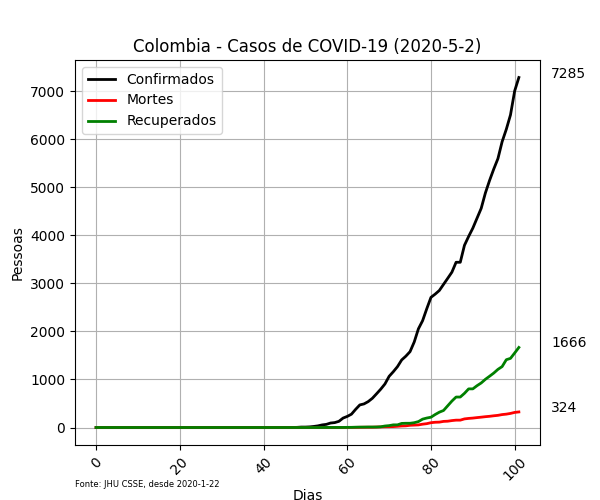 Colombia - Casos de COVID-19 (2020-5-2)
Confirmados
Mortes
Recuperados
7285
1666
324
Pessoas
7000
6000
5000
4000
3000
2000
1000
0
0 20 40 60 80 100
Fonte: JHU CSSE, desde 2020-1-22
Dias